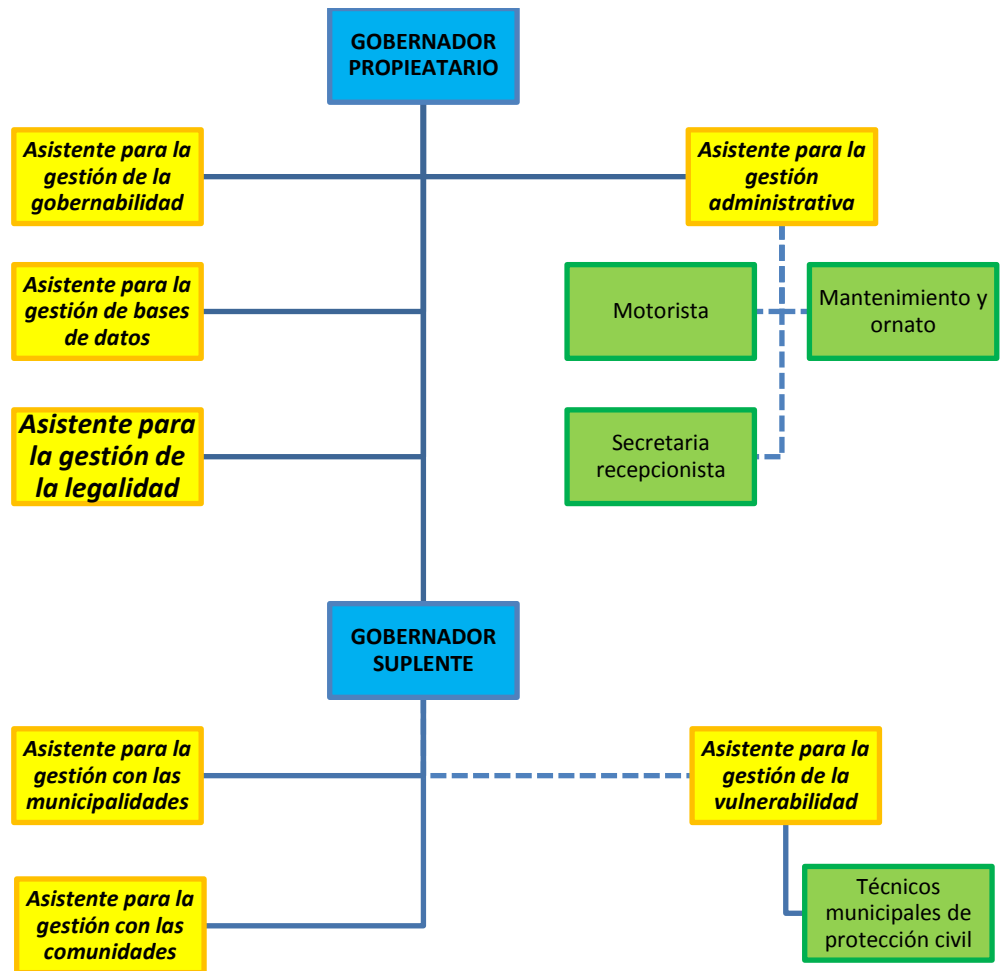 GOBERNADOR
PROPIEATARIO
Asistente para la
gestión de la
gobernabilidad
Asistente para la
gestión
administrativa
Asistente para la
gestión de bases
de datos
Motorista
Mantenimiento y
ornato
Asistente para
la gestión de
la legalidad
Secretaria
recepcionista
GOBERNADOR
SUPLENTE
Asistente para la
gestión con las
municipalidades
Asistente para la
gestión de la
vulnerabilidad
Asistente para la
gestión con las
comunidades
Técnicos
municipales de
protección civil